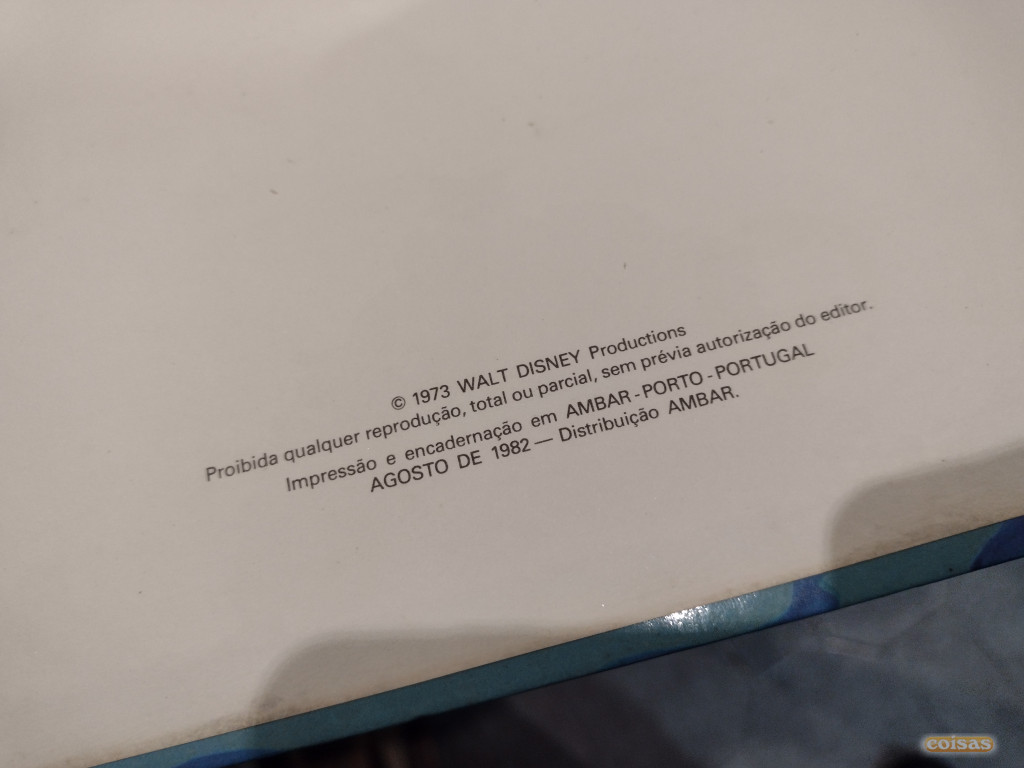 © 1973 WALT DISNEY Productions
Proibida qualquer reprodução, total ou parcial, sem prévia autorização do editor.
Impressão e encadernação em AMBAR - PORTO - PORTUGAL
AGOSTO DE 1982 — Distribuição AMBAR.
coisas